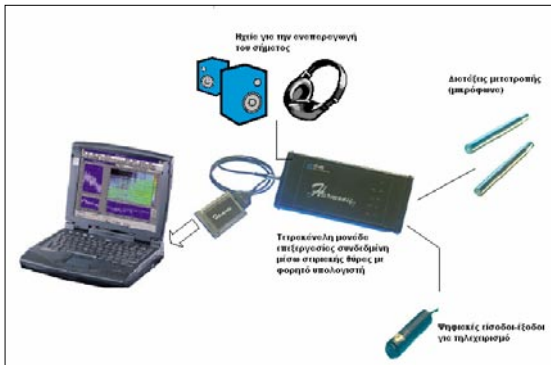 Ηχεία για την αναπαραγωγή
του σήματος
Διατάξεις μετατροπής
(μικρόφωνα)
Harmonie
Τετρακάναλη μονάδα
επεξεργασίας συνδεδεμένη
μέσω σειριακής θύρας με
φορητό υπολογιστή
Ψηφιακές είσοδοι-έξοδοι
για τηλεχειρισμό